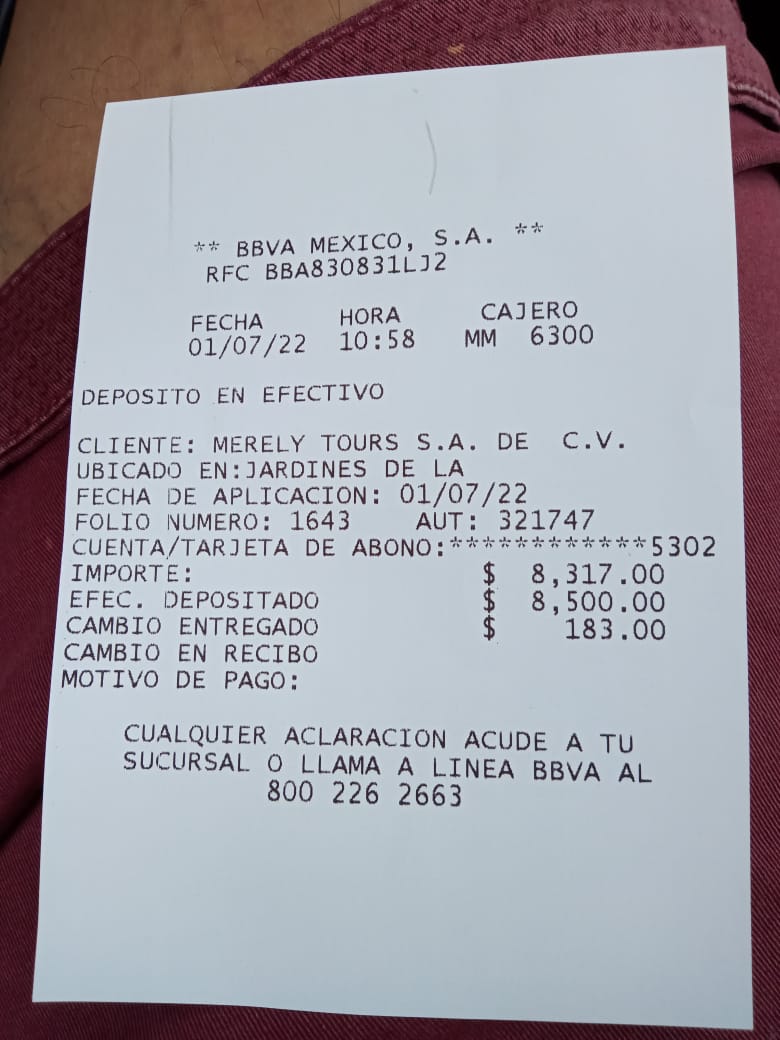 ** BBVA MEXICO, S.A. **
RFC BBA830831LJ2
FECHA HORA CAJERO
01/07/22 10:58 MM 6300
DEPOSITO EN EFECTIVO
CLIENTE: MERELY TOURS S.A. DE C.V.
UBICADO EN:JARDINES DE LA
FECHA DE APLICACION: 01/07/22
FOLIO NUMERO: 1643 AUT: 321747
CUENTA/TARJETA DE ABONO:************5302
IMPORTE: $ 8,317.00
EFEC. DEPOSITADO $ 8,500.00
CAMBIO ENTREGADO $ 183.00
CAMBIO EN RECIBO
MOTIVO DE PAGO:
CUALQUIER ACLARACION ACUDE A TU
SUCURSAL O LLAMA A LINEA BBVA AL
800 226 2663